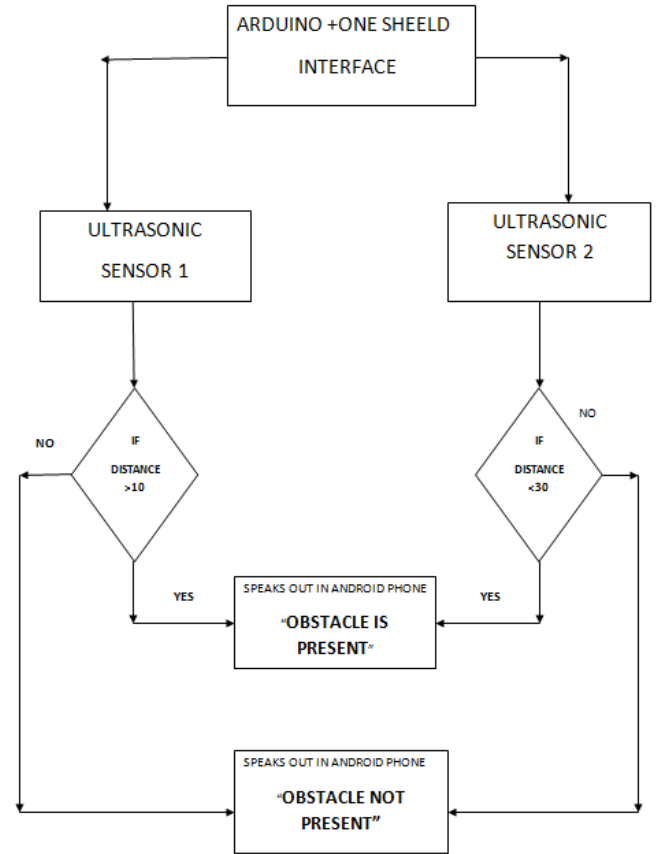 ARDUINO +ONE SHEELD
INTERFACE
ULTRASONIC
SENSOR 1
ULTRASONIC
SENSOR 2
NO
IF
DISTANCE
>10
NO
IF
DISTANCE
<30
YES
SPEAKS OUT IN ANDROID PHONE
"OBSTACLE IS
PRESENT"
YES
SPEAKS OUT IN ANDROID PHONE
"OBSTACLE NOT
PRESENT”